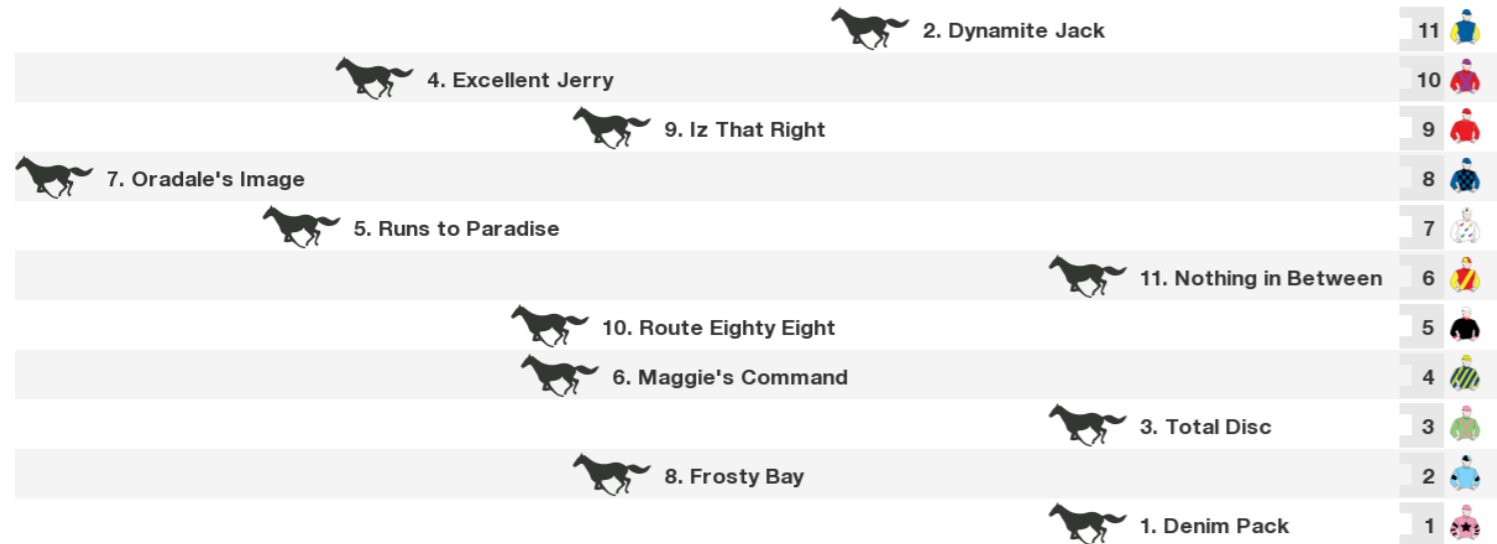 2. Dynamite Jack 11
4. Excellent Jerry 10
9. Iz That Right 9
7. Oradale's Image 8
5. Runs to Paradise 7
11. Nothing in Between 6
10. Route Eighty Eight 5
6. Maggie's Command 4
3. Total Disc 3
8. Frosty Bay 2
1. Denim Pack 1